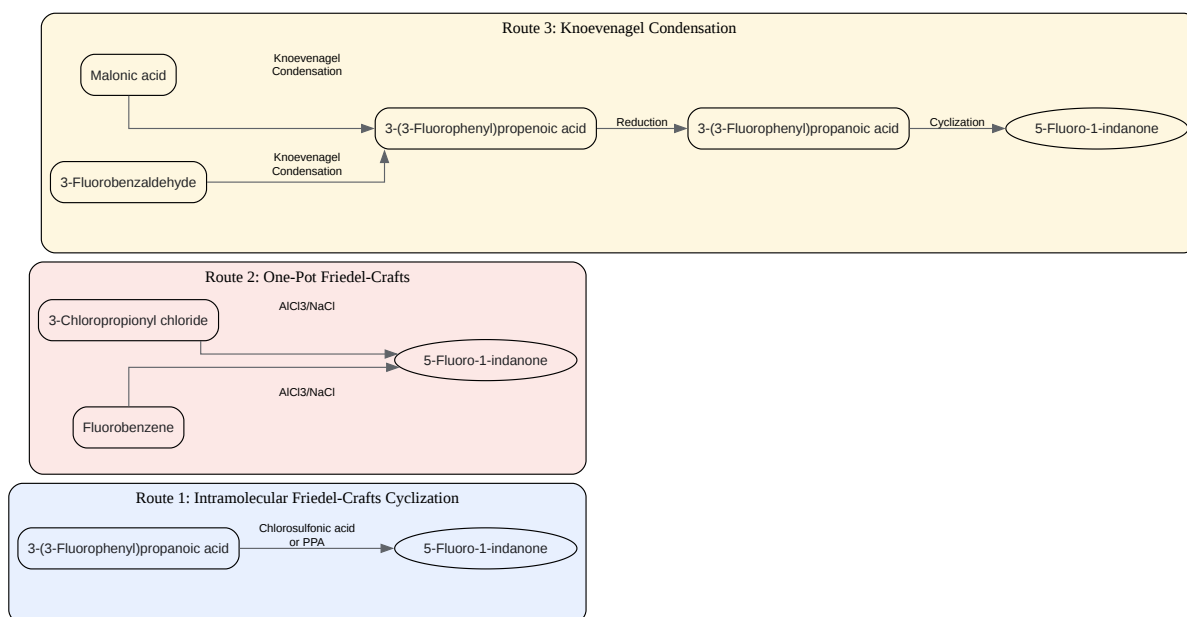 Route 3: Knoevenagel Condensation
Knoevenagel
Condensation
Malonic acid
3-(3-Fluorophenyl)propenoic acid
Reduction
3-(3-Fluorophenyl)propanoic acid
Cyclization
5-Fluoro-1-indanone
Knoevenagel
Condensation
3-Fluorobenzaldehyde
Route 2: One-Pot Friedel-Crafts
AlCl3/NaCl
3-Chloropropionyl chloride
5-Fluoro-1-indanone
AlCl3/NaCl
Fluorobenzene
Route 1: Intramolecular Friedel-Crafts Cyclization
3-(3-Fluorophenyl)propanoic acid
Chlorosulfonic acid
or PPA
5-Fluoro-1-indanone